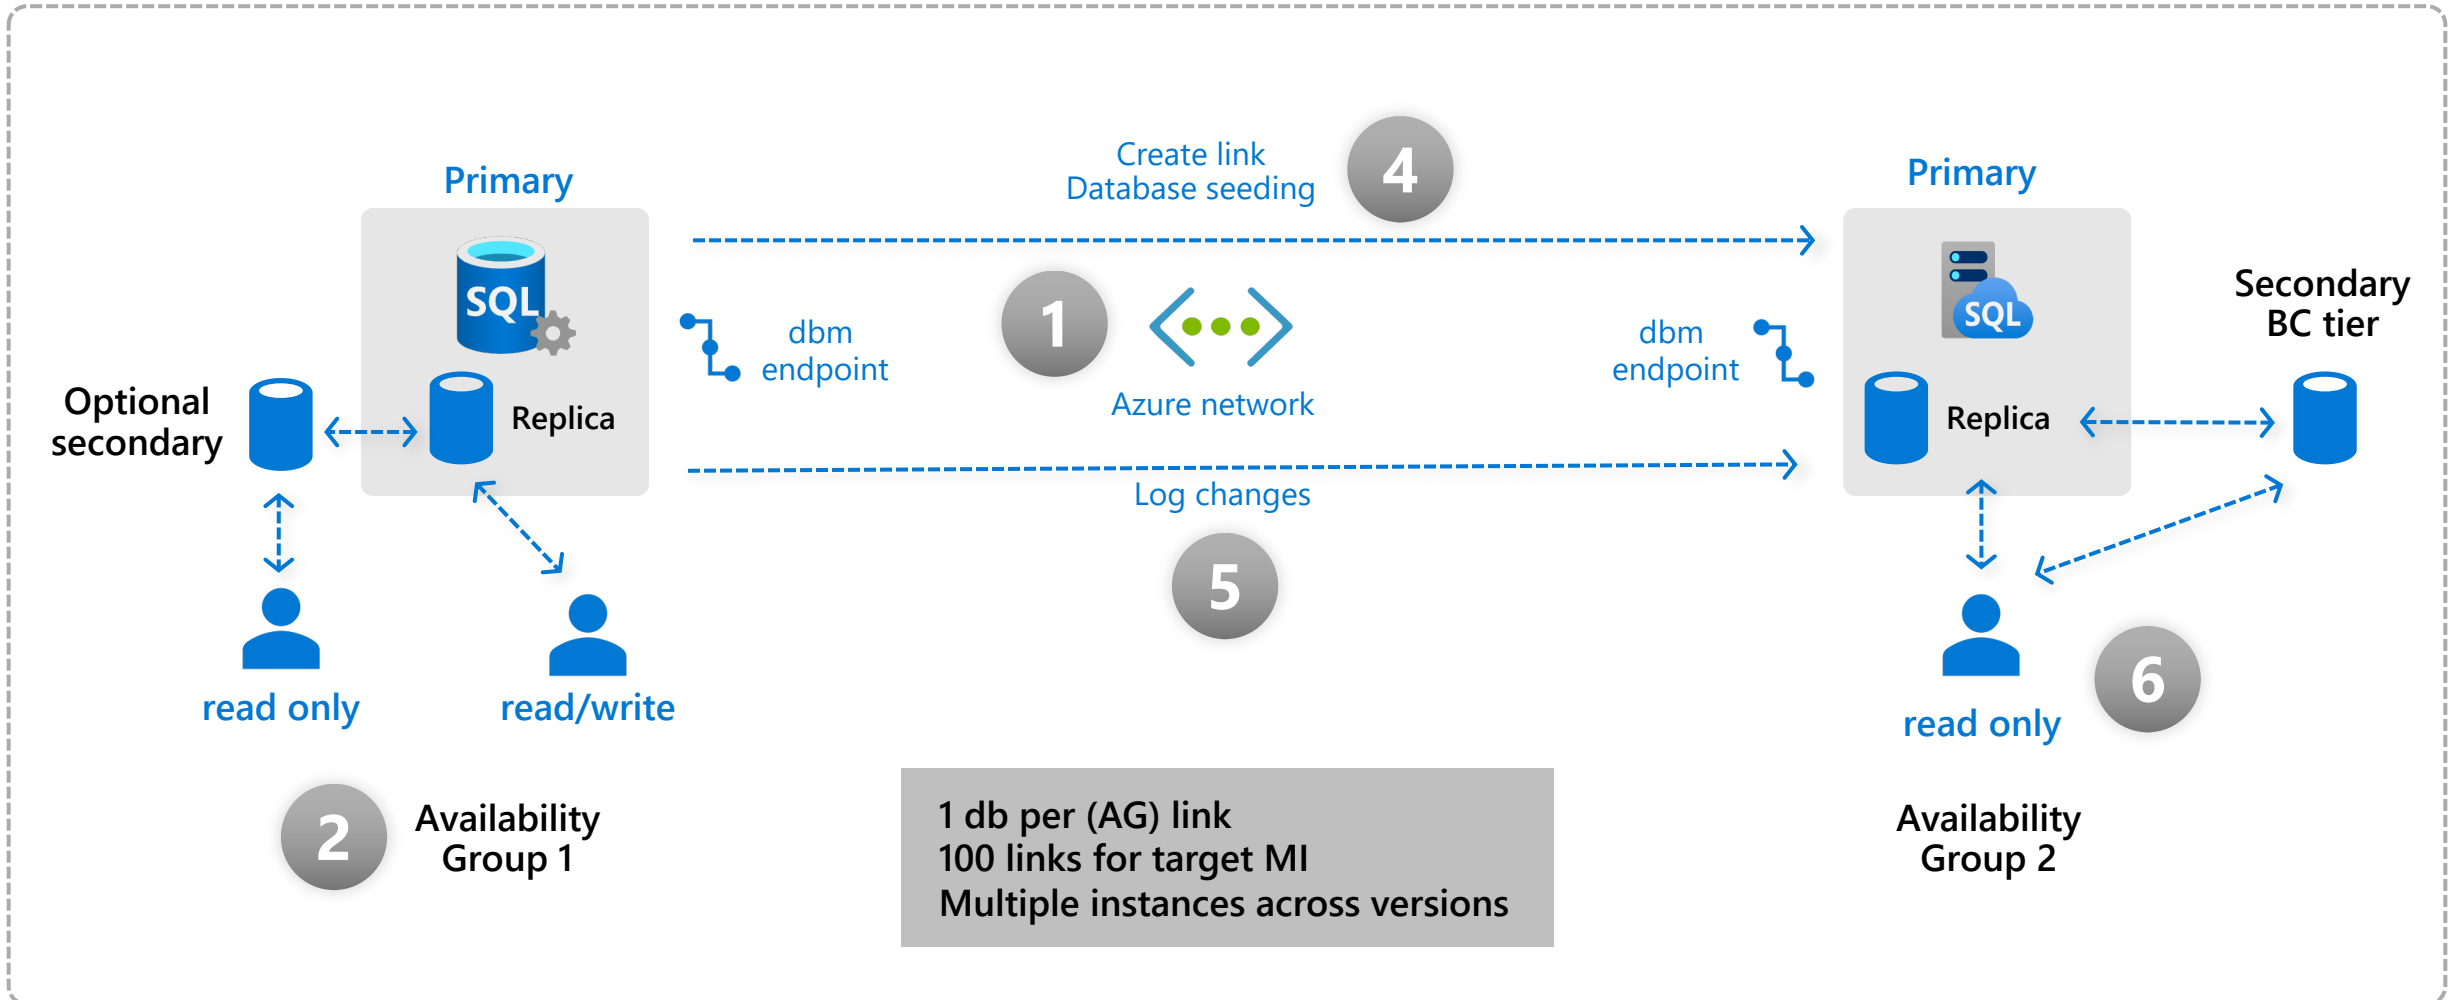 Create link
Database seeding
4
Primary
Primary
SQL
1
SQL
Secondary
BC tier
dbm
endpoint
dbm
endpoint
Azure network
Optional
secondary
Replica
Replica
Log changes
5
read only
read/write
6
read only
2
Availability
Group 1
1 db per (AG) link
100 links for target MI
Multiple instances across versions
Availability
Group 2